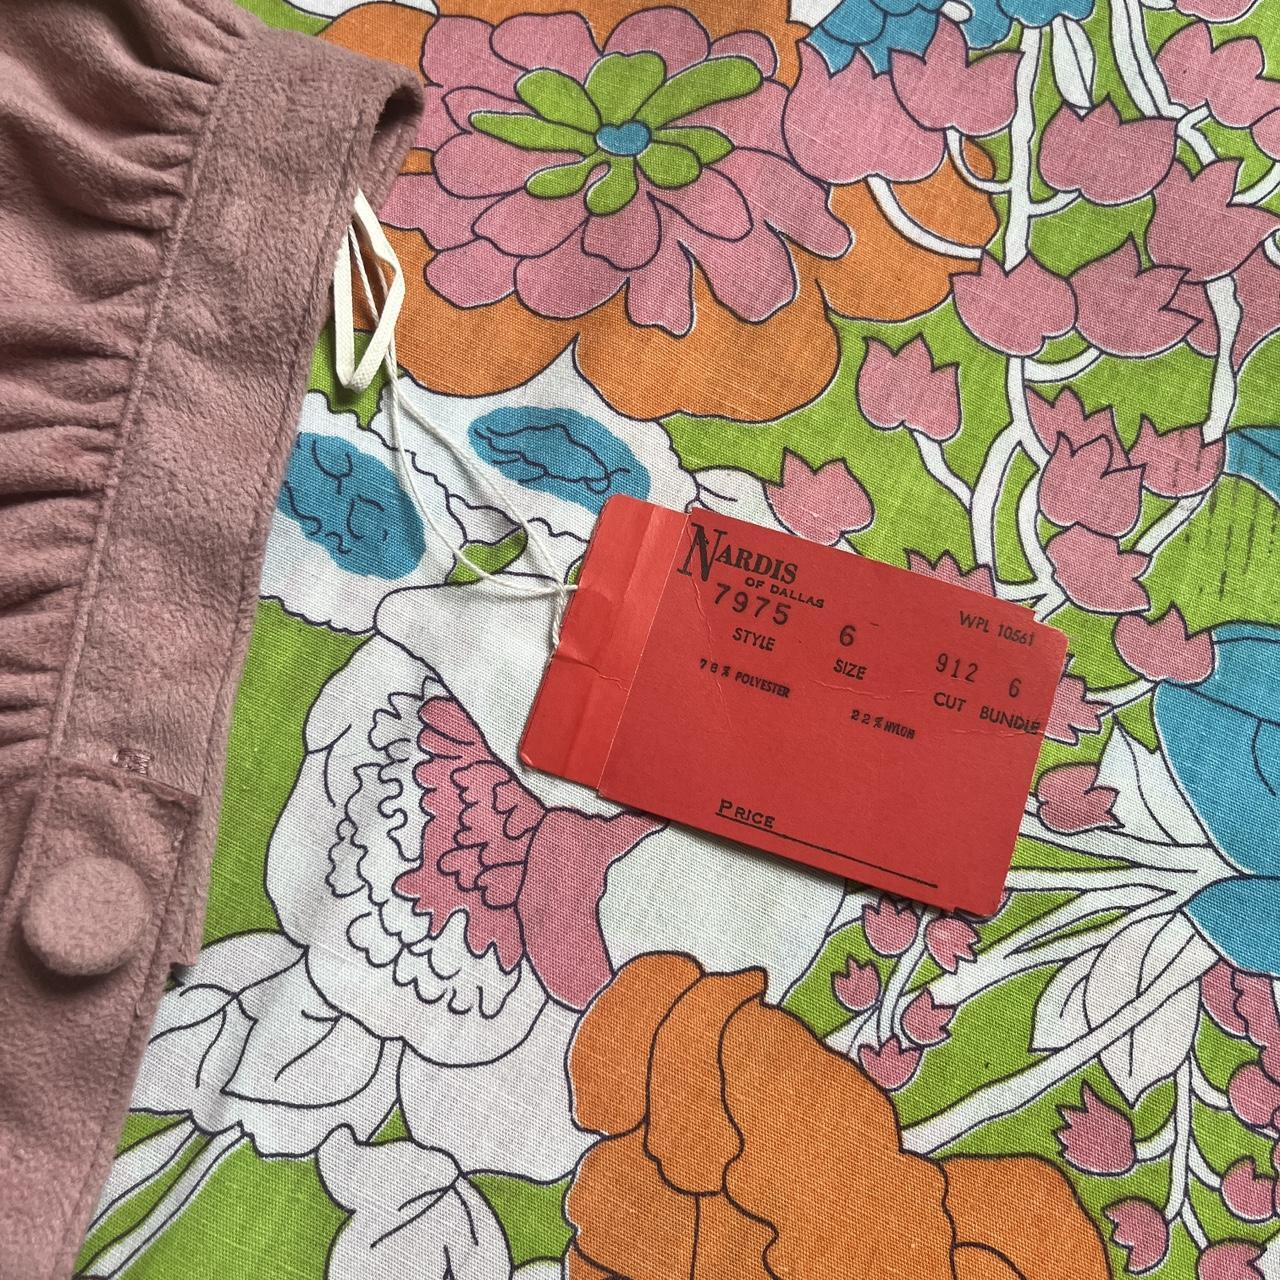 NARDIS
OF DALLAS
WPL 10561
7975 6 912 6
STYLE SIZE CUT BUNDLE
78% POLYESTER
22% NYLON
PRICE